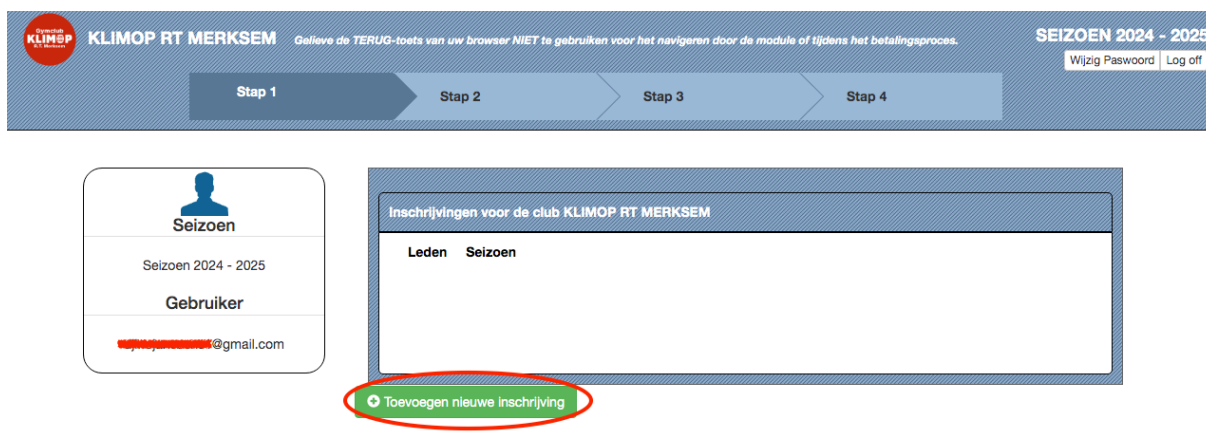 Gymclub
KLIMOP
R.T. Merksem
KLIMOP RT MERKSEM
Gelieve de TERUG-toets van uw browser NIET te gebruiken voor het navigeren door de module of tijdens het betalingsproces.
SEIZOEN 2024 - 2025
Wijzig Paswoord
Log off
Stap 1
Stap 2
Stap 3
Stap 4
Seizoen
Seizoen 2024 - 2025
Gebruiker
@gmail.com
Inschrijvingen voor de club KLIMOP RT MERKSEM
Leden Seizoen
Toevoegen nieuwe inschrijving